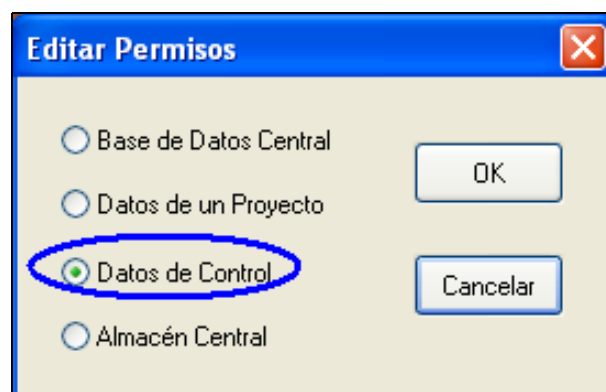 Editar Permisos
Base de Datos Central
Datos de un Proyecto
OK
Datos de Control
Cancelar
Almacén Central